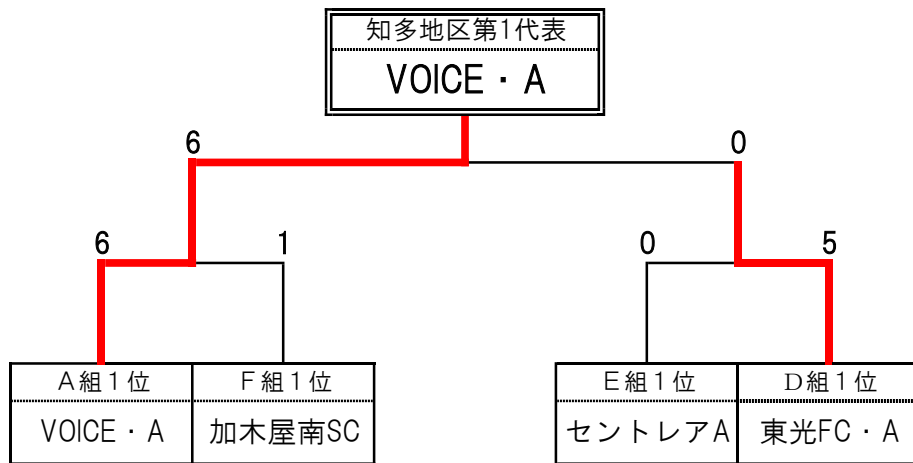 知多地区第1代表
VOICE・A
6 0
6 1 0 5
A組1位 F組1位 E組1位 D組1位
VOICE・A 加木屋南SC セントレアA 東光FC・A